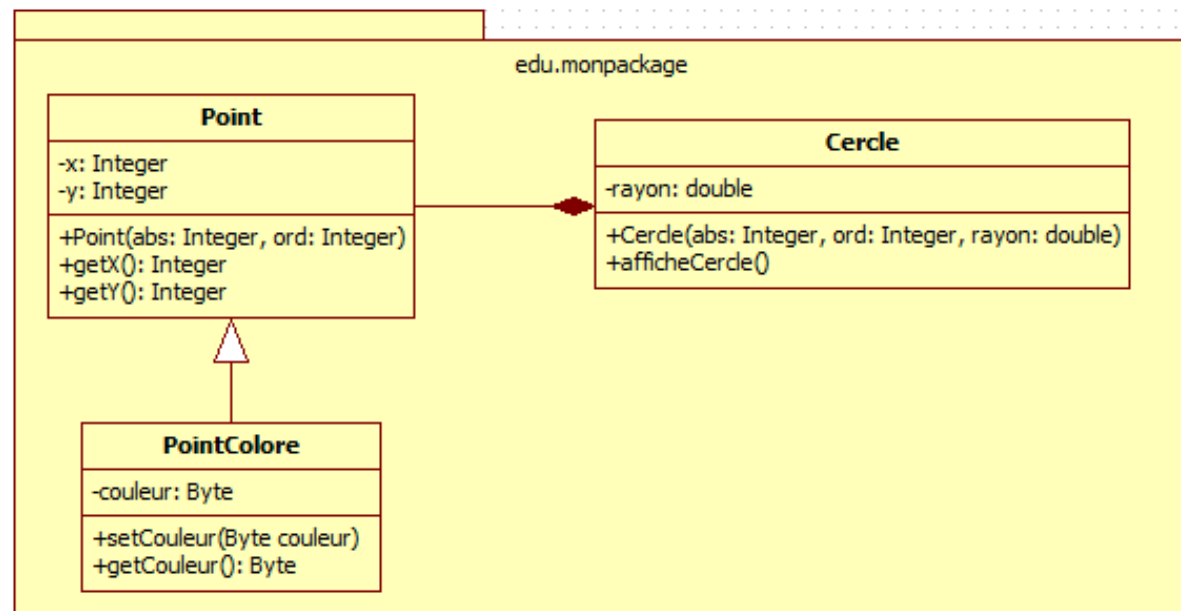 edu.monpackage
Point
-x: Integer
-y: Integer
+Point(abs: Integer, ord: Integer)
+getX(): Integer
+getY(): Integer
Cercle
-rayon: double
+Cercle(abs: Integer, ord: Integer, rayon: double)
+afficheCercle()
PointColore
-couleur: Byte
+setCouleur(Byte couleur)
+getCouleur(): Byte